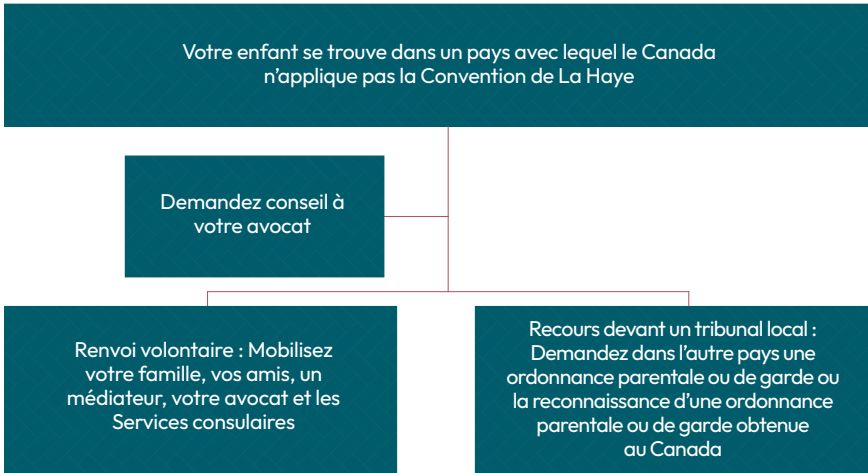 Votre enfant se trouve dans un pays avec lequel le Canada
n’applique pas la Convention de La Haye
Demandez conseil à
votre avocat
Renvoi volontaire : Mobilisez
votre famille, vos amis, un
médiateur, votre avocat et les
Services consulaires
Recours devant un tribunal local :
Demandez dans l’autre pays une
ordonnance parentale ou de garde ou
la reconnaissance d’une ordonnance
parentale ou de garde obtenue
au Canada